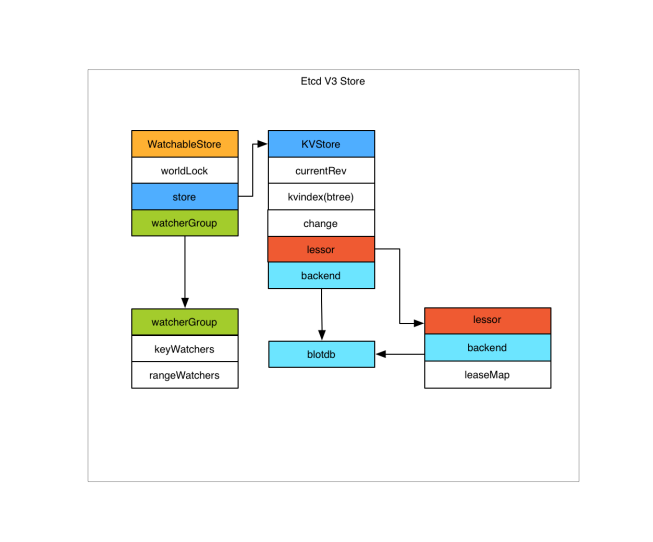 Etcd V3 Store
WatchableStore
worldLock
store
watcherGroup
KVStore
currentRev
kvindex(btree)
change
lessor
backend
watcherGroup
keyWatchers
rangeWatchers
blotdb
lessor
backend
leaseMap